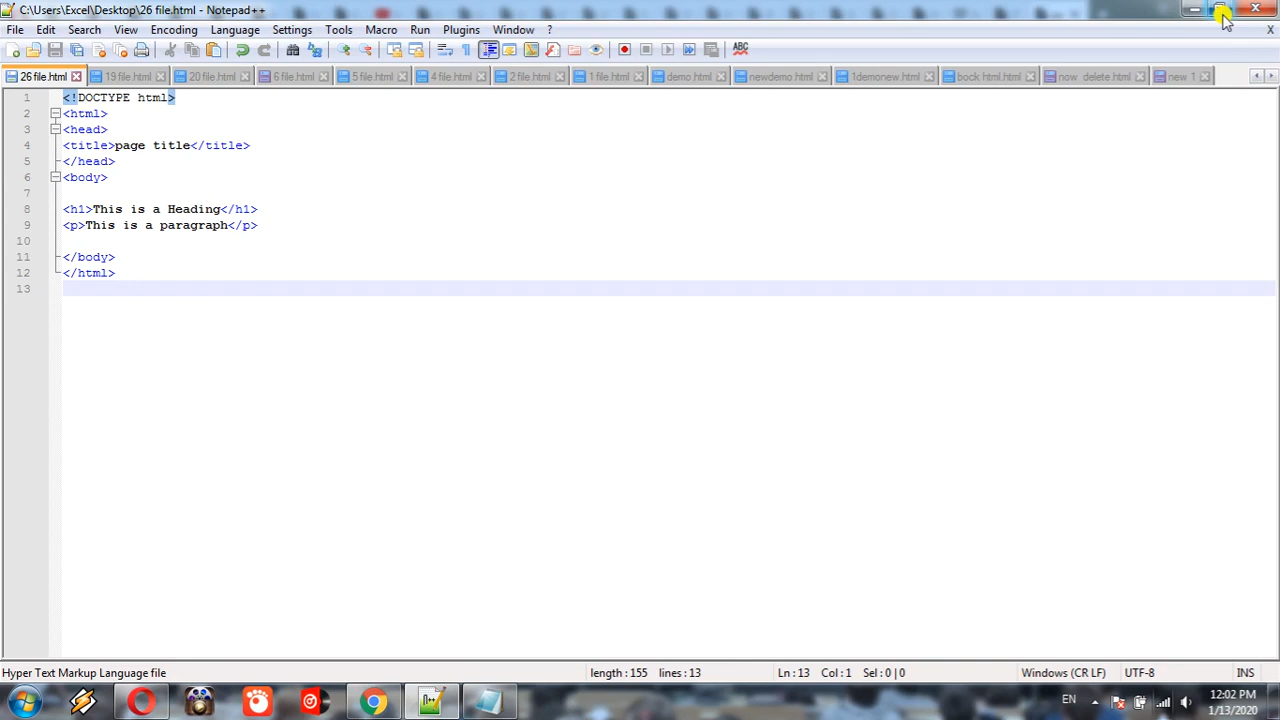 C:\Users\Excel\Desktop\26 file.html - Notepad++
File Edit Search View Encoding Language Settings Tools Macro Run Plugins Window ? X
ABC
26 file.html 19 file.html 20 file.html 6 file.html 5 file.html 4 file.html 2 file.html 1 file.html demo.html newdemo.html 1demonew.html bock html.html now delete.html new 1
1 <!DOCTYPE html>
2 <html>
3 <head>
4 <title>page title</title>
5 </head>
6 <body>
7
8 <h1>This is a Heading</h1>
9 <p>This is a paragraph</p>
10
11 </body>
12 </html>
13
Hyper Text Markup Language file length : 155 lines : 13 Ln : 13 Col : 1 Sel : 0 | 0 Windows (CR LF) UTF-8 INS
EN 12:02 PM
1/13/2020